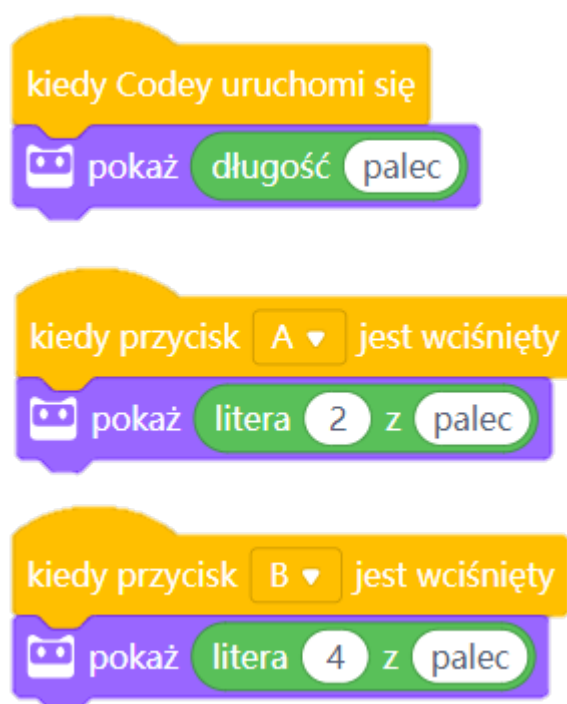 kiedy Codey uruchomi się
pokaż długość palec
kiedy przycisk A jest wciśnięty
pokaż litera 2 z palec
kiedy przycisk B jest wciśnięty
pokaż litera 4 z palec